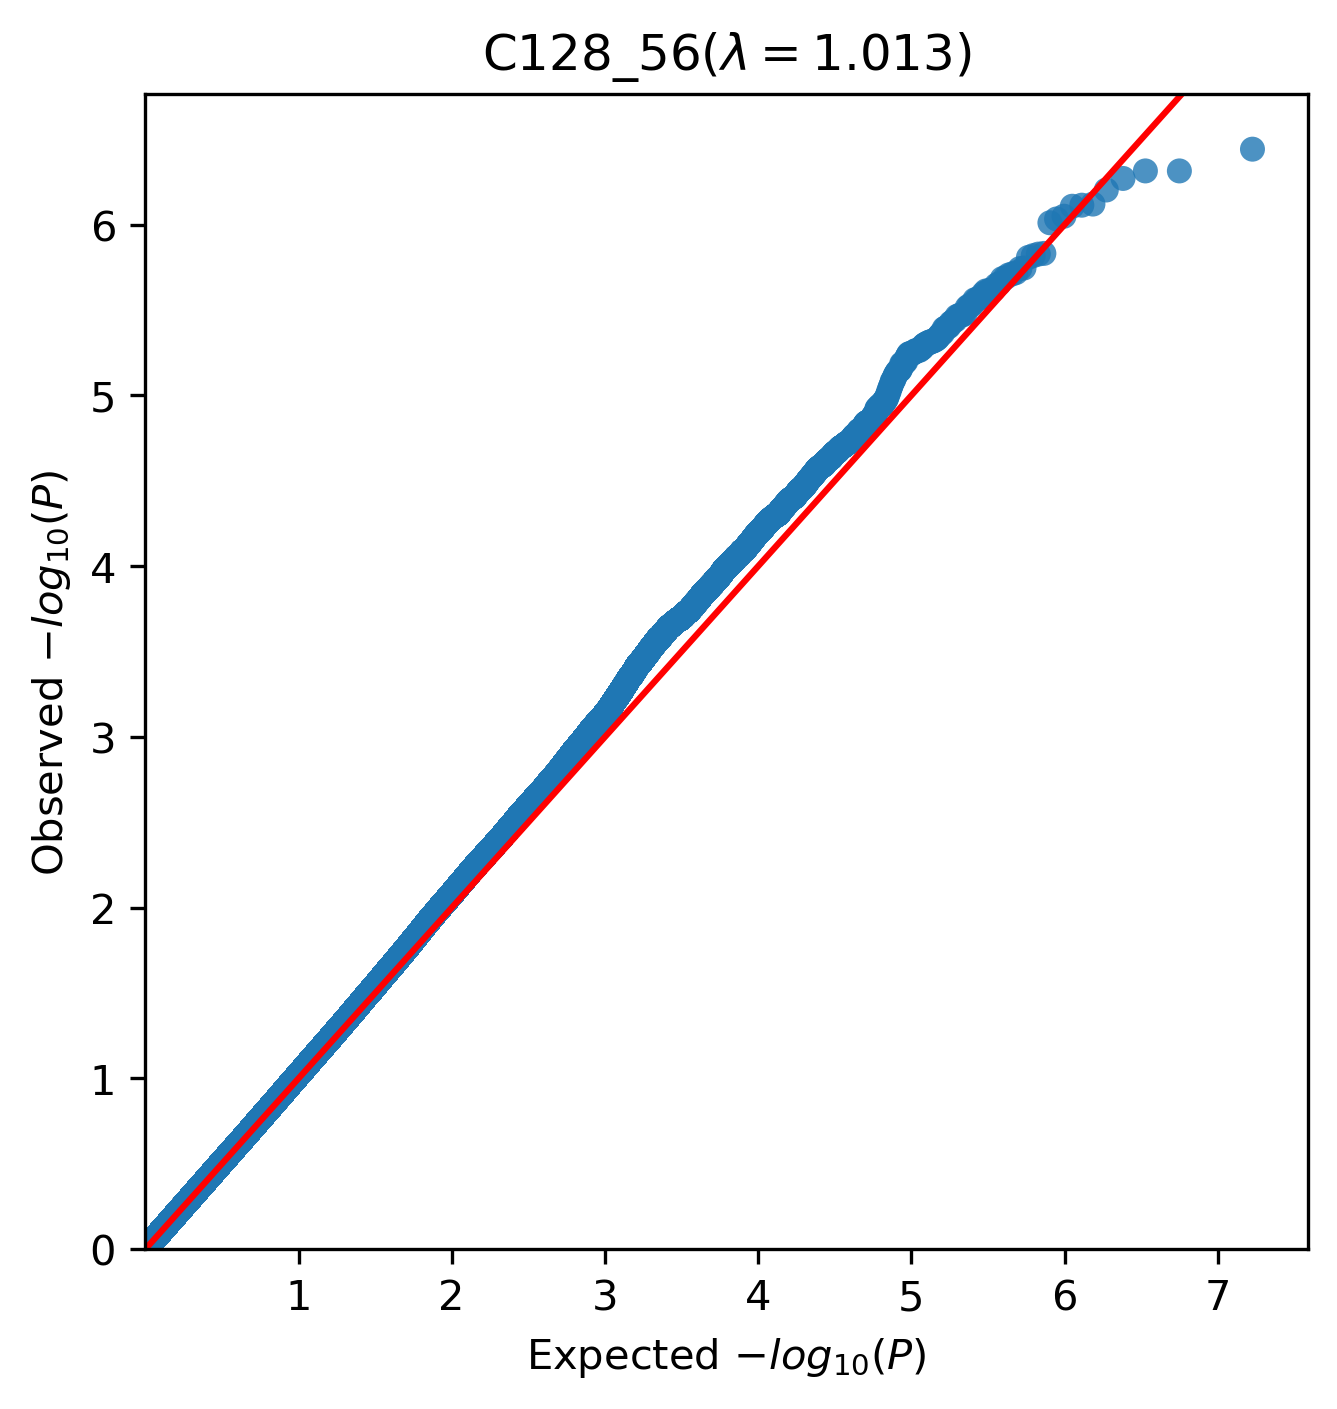 C128_56(λ = 1.013)
Observed −log₁₀(P)
6
5
4
3
2
1
0
1 2 3 4 5 6 7
Expected −log₁₀(P)